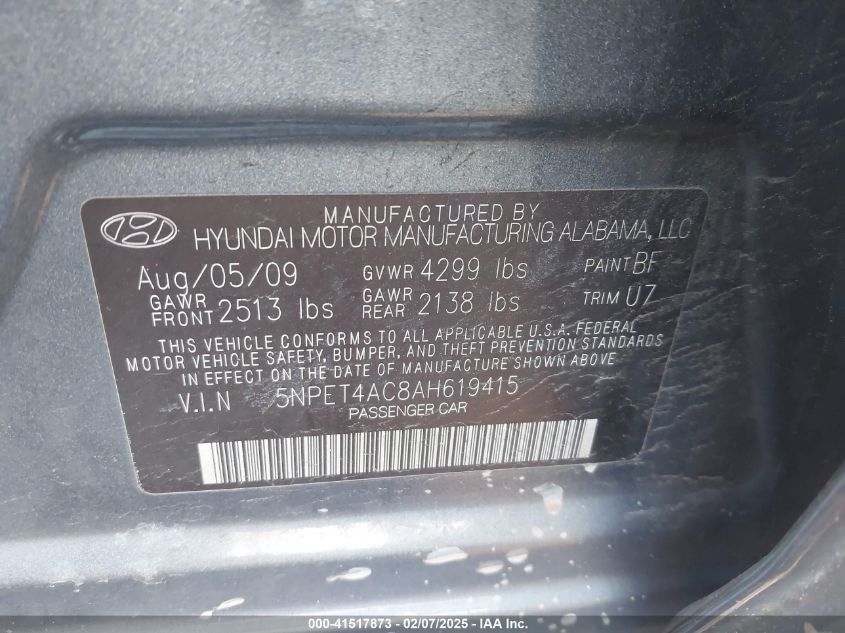 MANUFACTURED BY
HYUNDAI MOTOR MANUFACTURING ALABAMA, LLC
Aug/05/09 GVWR 4299 lbs PAINT BF
GAWR FRONT 2513 lbs GAWR REAR 2138 lbs TRIM U7
THIS VEHICLE CONFORMS TO ALL APPLICABLE U.S.A. FEDERAL
MOTOR VEHICLE SAFETY, BUMPER, AND THEFT PREVENTION STANDARDS
IN EFFECT ON THE DATE OF MANUFACTURE SHOWN ABOVE
V.I.N 5NPET4AC8AH619415
PASSENGER CAR
000-41517873 - 02/07/2025 - IAA Inc.